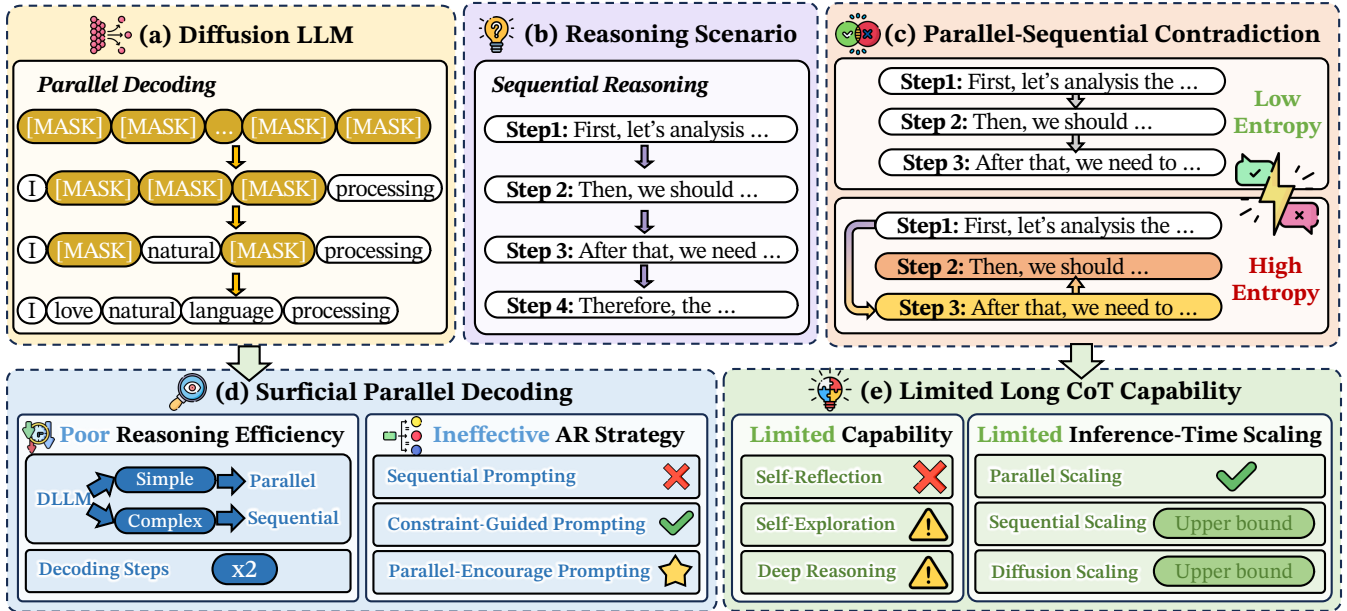 (a) Diffusion LLM
Parallel Decoding
[MASK] [MASK] ... [MASK] [MASK]
I [MASK] [MASK] [MASK] processing
I [MASK] natural [MASK] processing
I love natural language processing
(b) Reasoning Scenario
Sequential Reasoning
Step1: First, let's analysis ...
Step 2: Then, we should ...
Step 3: After that, we need ...
Step 4: Therefore, the ...
(c) Parallel-Sequential Contradiction
Step1: First, let's analysis the ...
Step 2: Then, we should ...
Step 3: After that, we need to ...
Low
Entropy
Step1: First, let's analysis the ...
Step 2: Then, we should ...
Step 3: After that, we need to ...
High
Entropy
(d) Surficial Parallel Decoding
Poor Reasoning Efficiency
DLLM
Simple
Parallel
Complex
Sequential
Decoding Steps x2
Ineffective AR Strategy
Sequential Prompting
Constraint-Guided Prompting
Parallel-Encourage Prompting
(e) Limited Long CoT Capability
Limited Capability
Self-Reflection
Self-Exploration
Deep Reasoning
Limited Inference-Time Scaling
Parallel Scaling
Sequential Scaling Upper bound
Diffusion Scaling Upper bound